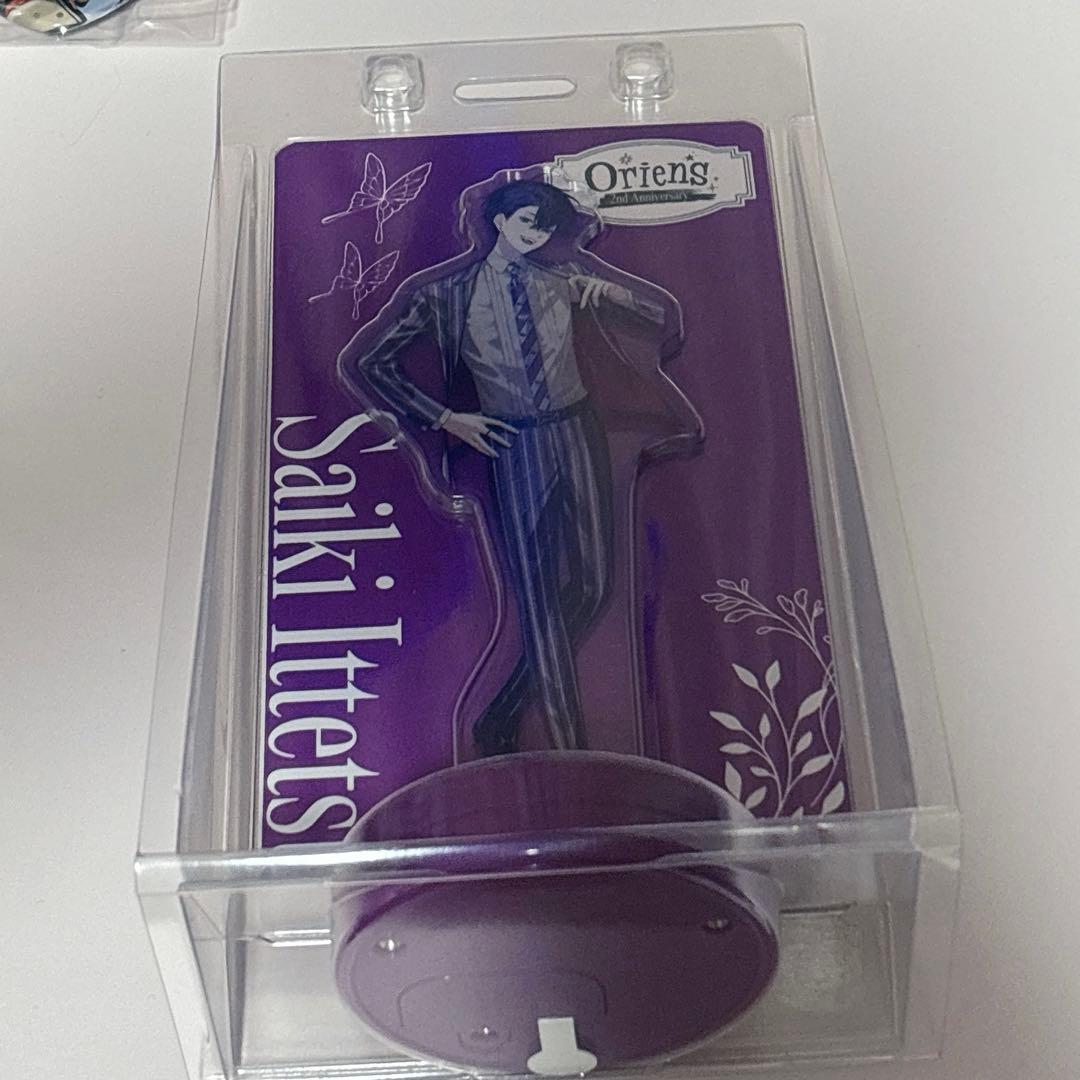 Oriens
2nd Anniversary
Saiki Ittets